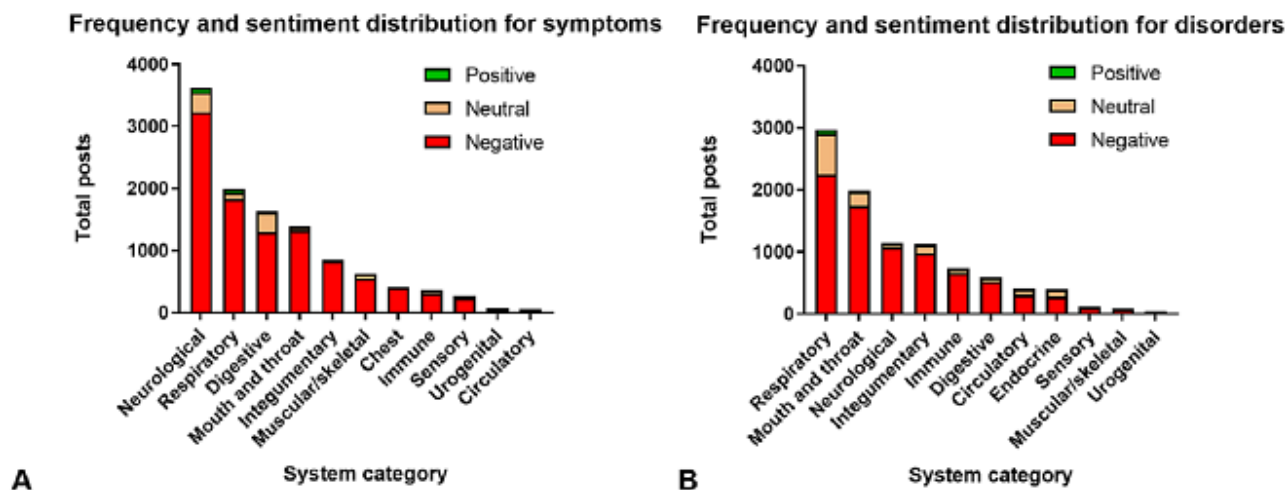 Frequency and sentiment distribution for symptoms
4000
3000
2000
1000
0
Total posts
Positive
Neutral
Negative
Neurological
Respiratory
Digestive
Mouth and throat
Integumentary
Muscular/skeletal
Chest
Immune
Sensory
Urogenital
Circulatory
System category
A
Frequency and sentiment distribution for disorders
4000
3000
2000
1000
0
Total posts
Positive
Neutral
Negative
Respiratory
Mouth and throat
Neurological
Integumentary
Immune
Digestive
Circulatory
Endocrine
Sensory
Muscular/skeletal
Urogenital
System category
B